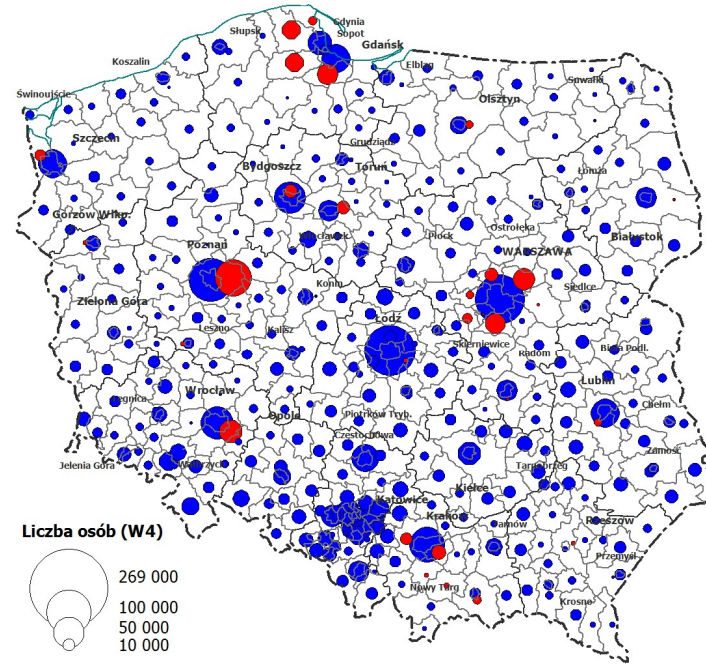 Gdynia
Słupsk
Sopot
Gdańsk
Koszalin
Elbląg
Suwałki
Świnoujście
Olsztyn
Szczecin
Grudziądz
Bydgoszcz
Toruń
Łomża
Gorzów Wlkp.
Ostrołęka
Białystok
Włocławek
Płock
Poznań
WARSZAWA
Konin
Siedlce
Zielona Góra
Łódź
Leszno
Kalisz
Skierniewice
Radom
Biała Podl.
Wrocław
Lublin
Legnica
Chełm
Opole
Piotrków Tryb.
Częstochowa
Zamość
Jelenia Góra
Wałbrzych
Tarnobrzeg
Kielce
Katowice
Kraków
Tarnów
Rzeszów
Przemyśl
Nowy Targ
Krosno
Liczba osób (W4)
269 000
100 000
50 000
10 000